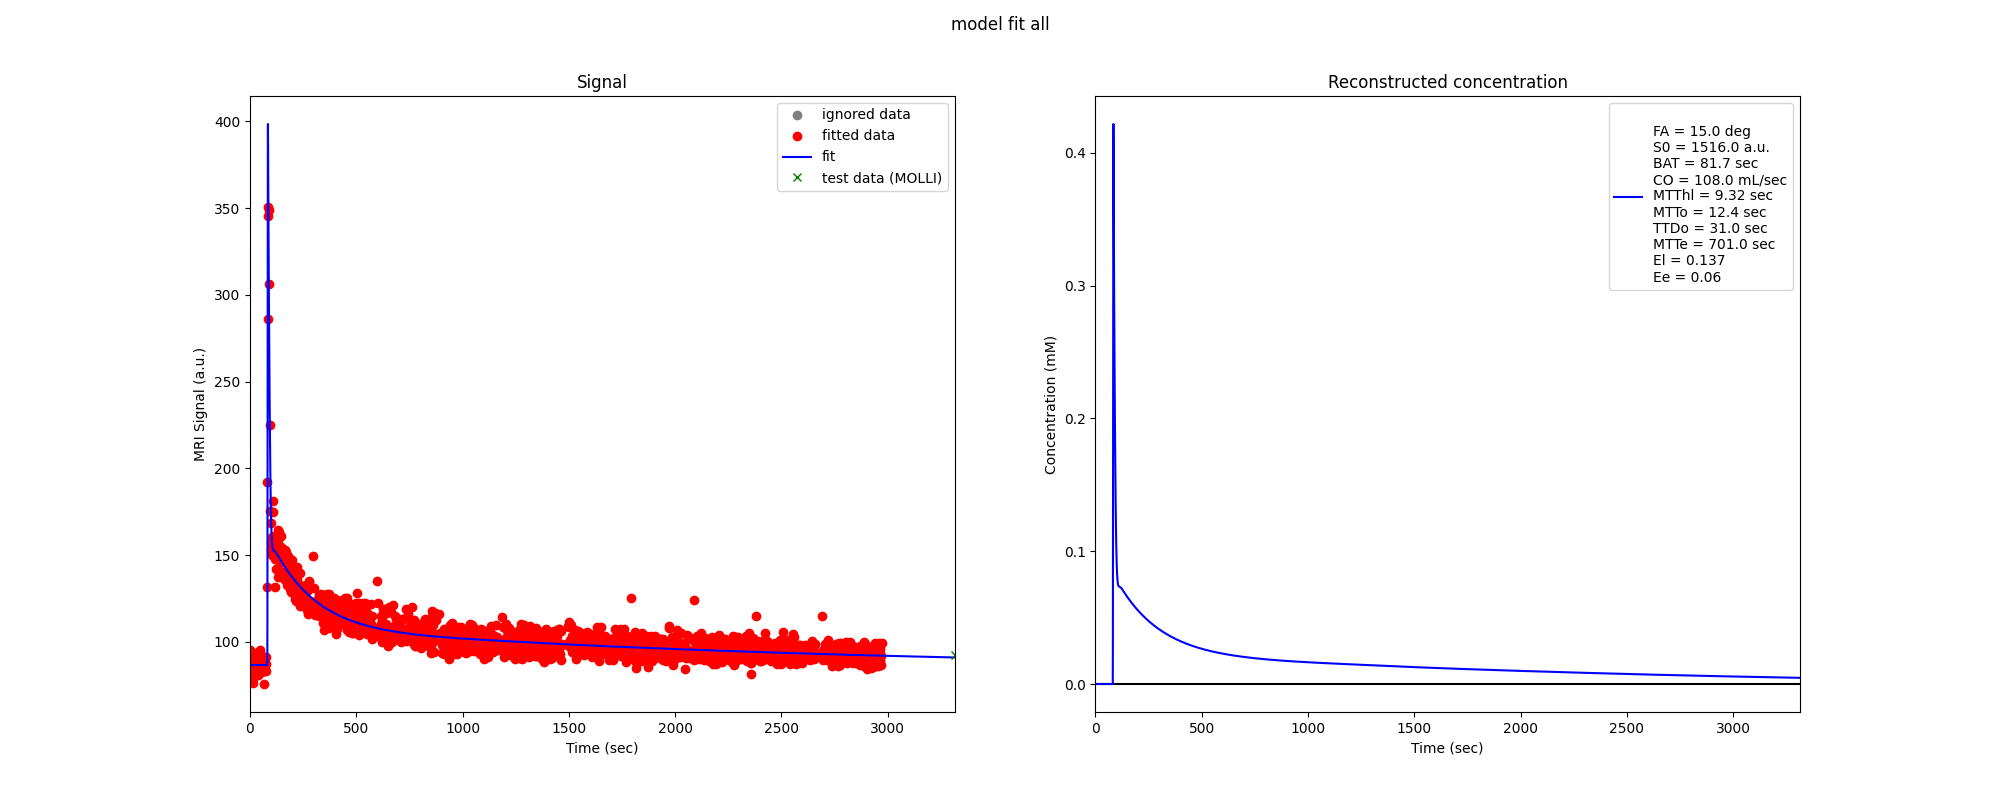 model fit all
Signal
400
350
300
250
200
150
100
MRI Signal (a.u.)
0
500
1000
1500
2000
2500
3000
Time (sec)
ignored data
fitted data
fit
test data (MOLLI)
Reconstructed concentration
0.4
0.3
0.2
0.1
0.0
Concentration (mM)
0
500
1000
1500
2000
2500
3000
Time (sec)
FA = 15.0 deg
S0 = 1516.0 a.u.
BAT = 81.7 sec
CO = 108.0 mL/sec
MTThl = 9.32 sec
MTTo = 12.4 sec
TTDo = 31.0 sec
MTTe = 701.0 sec
El = 0.137
Ee = 0.06